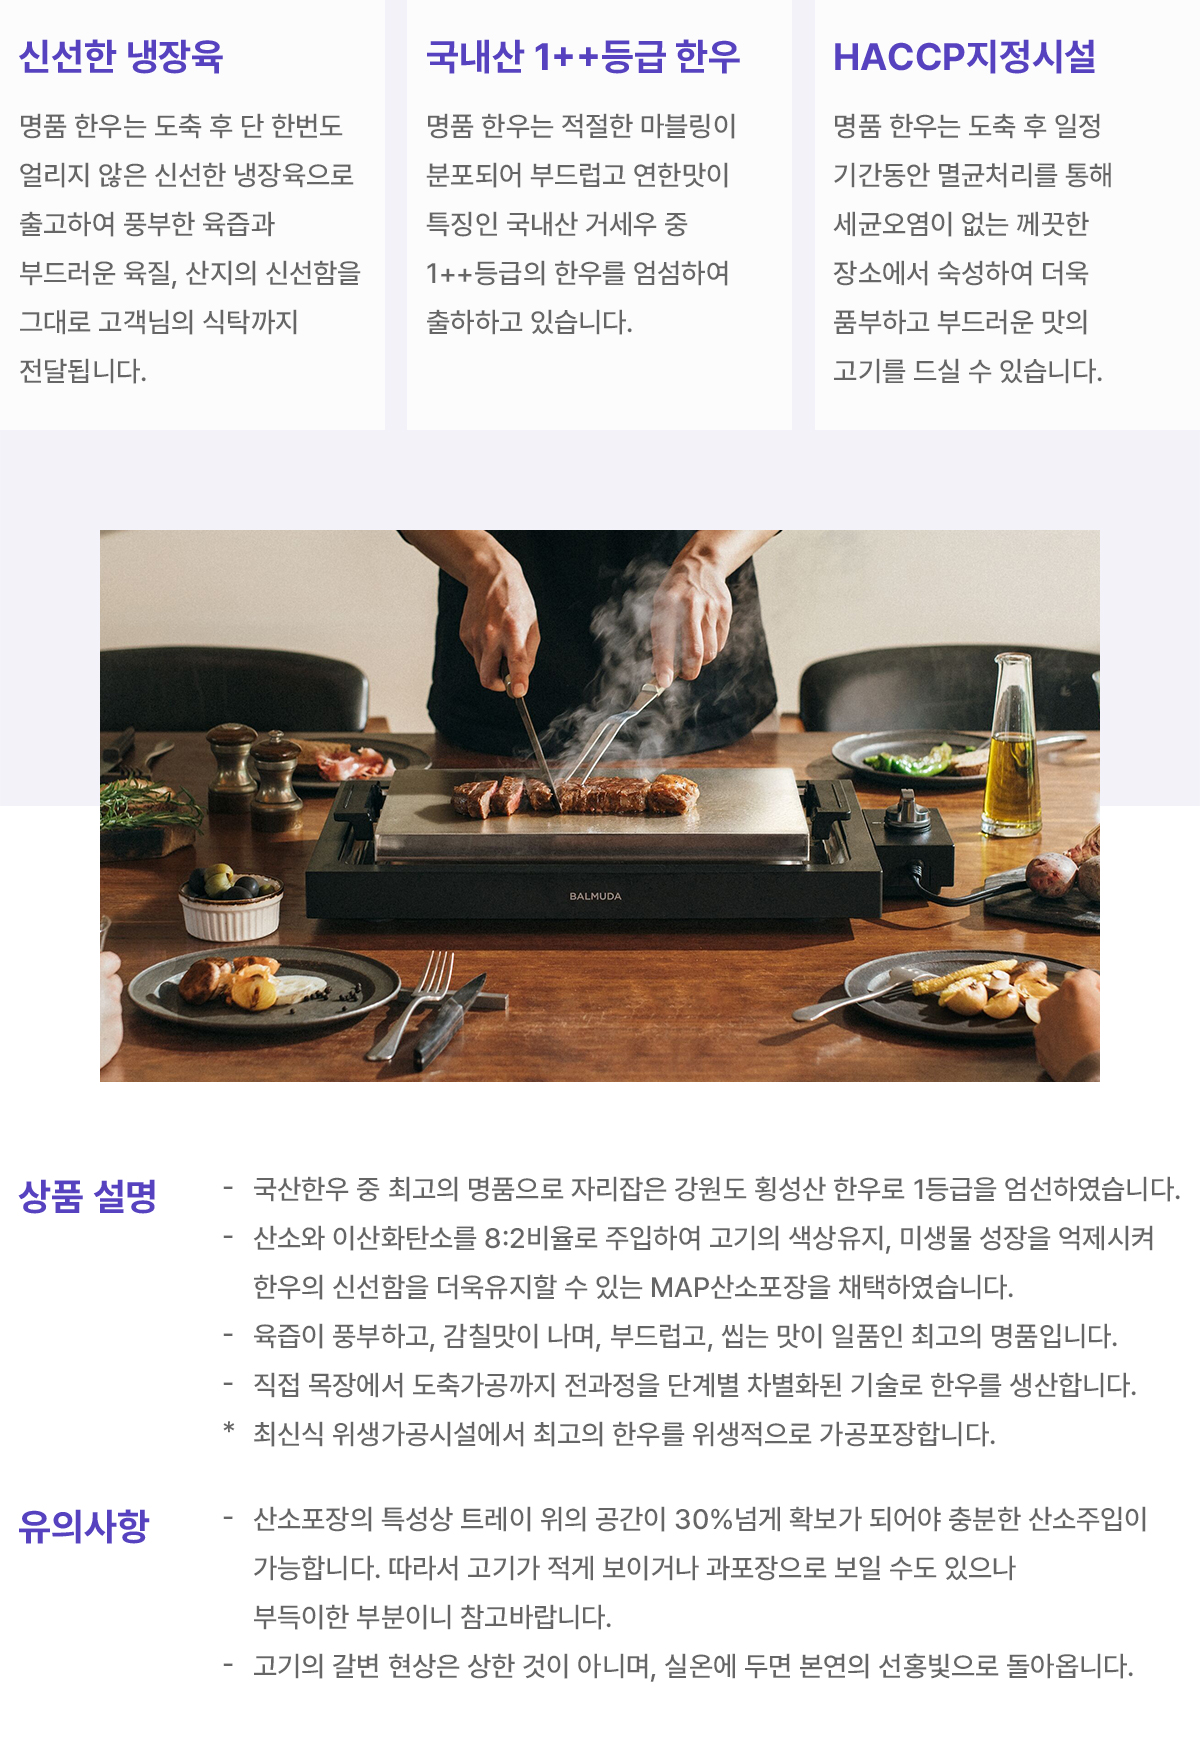 신선한 냉장육
명품 한우는 도축 후 단 한번도
얼리지 않은 신선한 냉장육으로
출고하여 풍부한 육즙과
부드러운 육질, 산지의 신선함을
그대로 고객님의 식탁까지
전달됩니다.
국내산 1++등급 한우
명품 한우는 적절한 마블링이
분포되어 부드럽고 연한맛이
특징인 국내산 거세우 중
1++등급의 한우를 엄섬하여
출하하고 있습니다.
HACCP지정시설
명품 한우는 도축 후 일정
기간동안 멸균처리를 통해
세균오염이 없는 께끗한
장소에서 숙성하여 더욱
품부하고 부드러운 맛의
고기를 드실 수 있습니다.
BALMUDA
상품 설명
- 국산한우 중 최고의 명품으로 자리잡은 강원도 횡성산 한우로 1등급을 엄선하였습니다.
- 산소와 이산화탄소를 8:2비율로 주입하여 고기의 색상유지, 미생물 성장을 억제시켜
한우의 신선함을 더욱유지할 수 있는 MAP산소포장을 채택하였습니다.
- 육즙이 풍부하고, 감칠맛이 나며, 부드럽고, 씹는 맛이 일품인 최고의 명품입니다.
- 직접 목장에서 도축가공까지 전과정을 단계별 차별화된 기술로 한우를 생산합니다.
* 최신식 위생가공시설에서 최고의 한우를 위생적으로 가공포장합니다.
유의사항
- 산소포장의 특성상 트레이 위의 공간이 30%넘게 확보가 되어야 충분한 산소주입이
가능합니다. 따라서 고기가 적게 보이거나 과포장으로 보일 수도 있으나
부득이한 부분이니 참고바랍니다.
- 고기의 갈변 현상은 상한 것이 아니며, 실온에 두면 본연의 선홍빛으로 돌아옵니다.